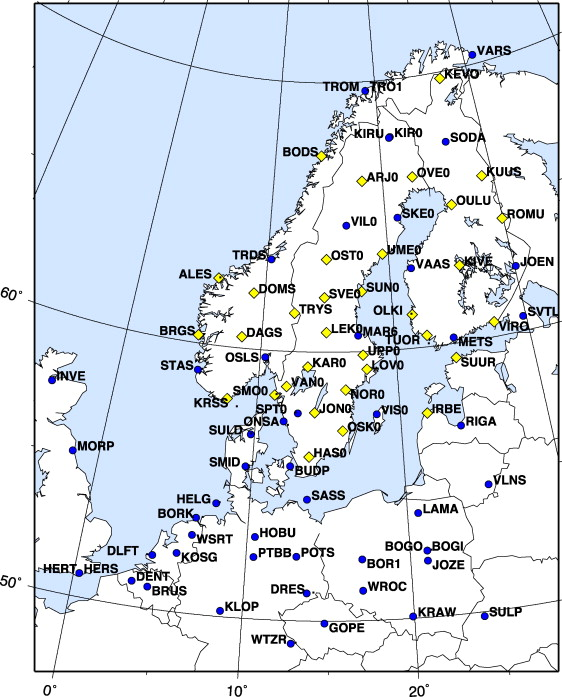 VARS
KEVO
TROM TRO1
KIRU KIR0
SODA
BODS
ARJ0
OVE0
KUUS
OULU
SKE0
ROMU
VIL0
UME0
TRDS
OST0
VAAS
KIVE
JOEN
ALES
DOMS
SVE0
SUN0
60°
TRYS
OLKI
SVTL
BRGS
DAGS
LEK0
MAR6
TUOR
VIRO
METS
OSLS
UPP0
SUUR
STAS
KAR0
LOV0
INVE
VAN0
SMO0
NOR0
KRSS
SPT0
JON0
VIS0
IRBE
ONSA
RIGA
SULD
OSK0
MORP
HAS0
SMID
BUDP
VLNS
HELG
SASS
BORK
LAMA
WSRT
HOBU
DLFT
KOSG
PTBB
POTS
BOGO BOGI
BOR1
JOZE
HERT HERS
DENT
50°
BRUS
DRES
WROC
KLOP
KRAW
SULP
GOPE
WTZR
0°
10°
20°